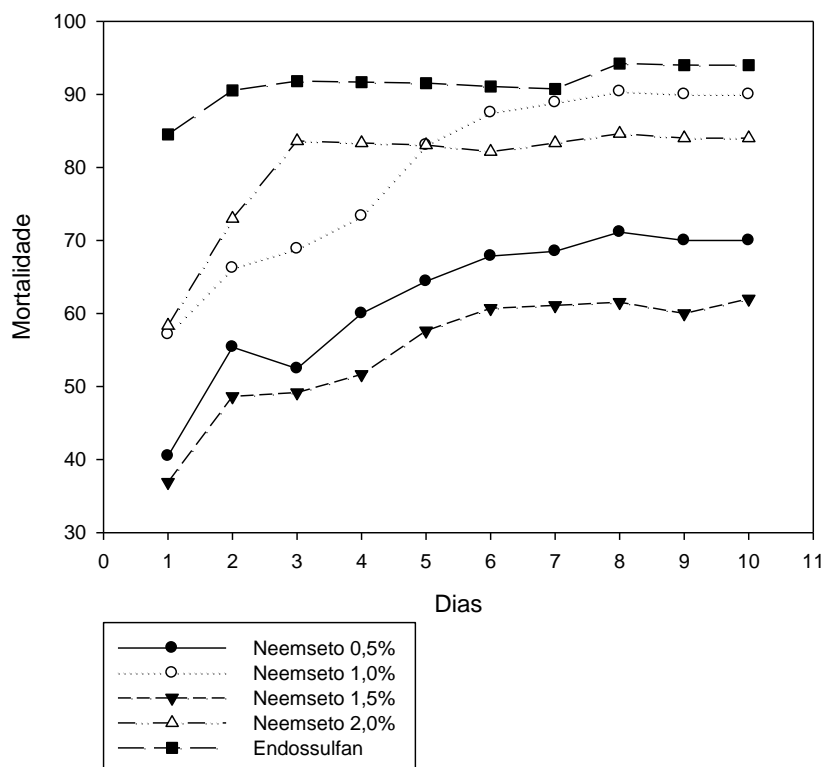 100
90
80
70
60
50
40
30
Mortalidade
0 1 2 3 4 5 6 7 8 9 10 11
Dias
Neemseto 0,5%
Neemseto 1,0%
Neemseto 1,5%
Neemseto 2,0%
Endossulfan